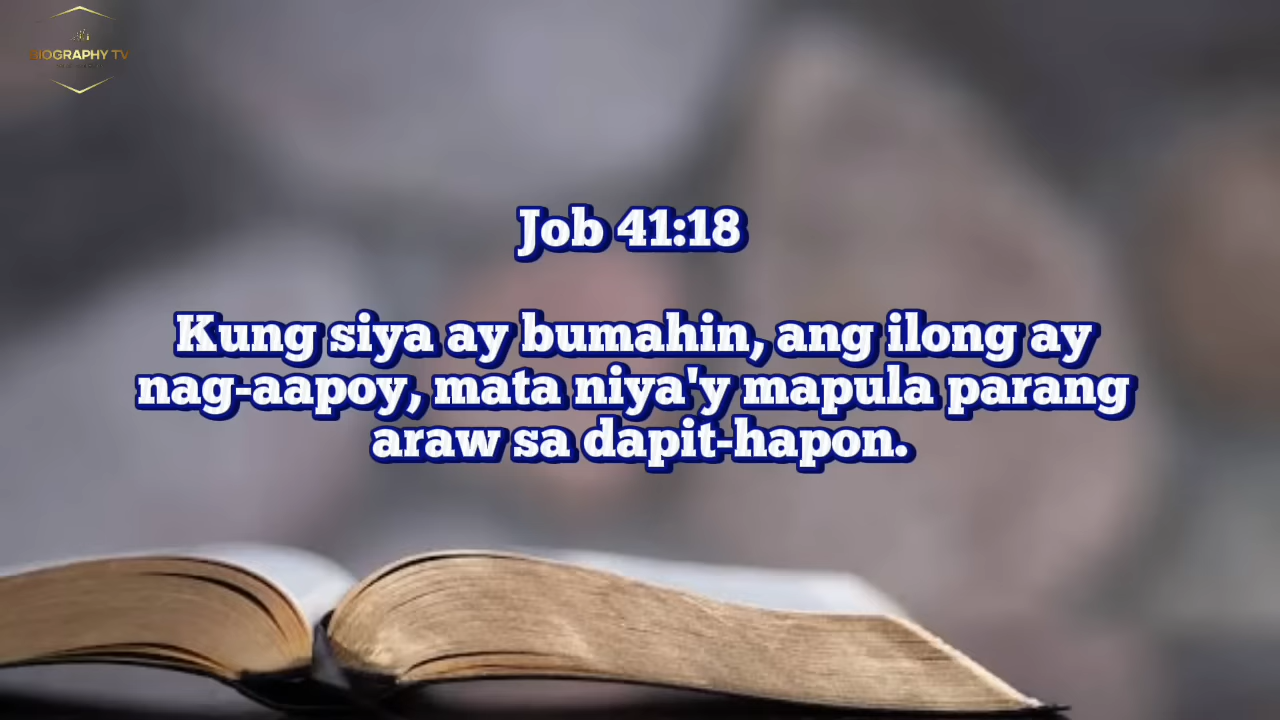 BIOGRAPHY TV
Job 41:18
Kung siya ay bumahin, ang ilong ay
nag-aapoy, mata niya'y mapula parang
araw sa dapit-hapon.